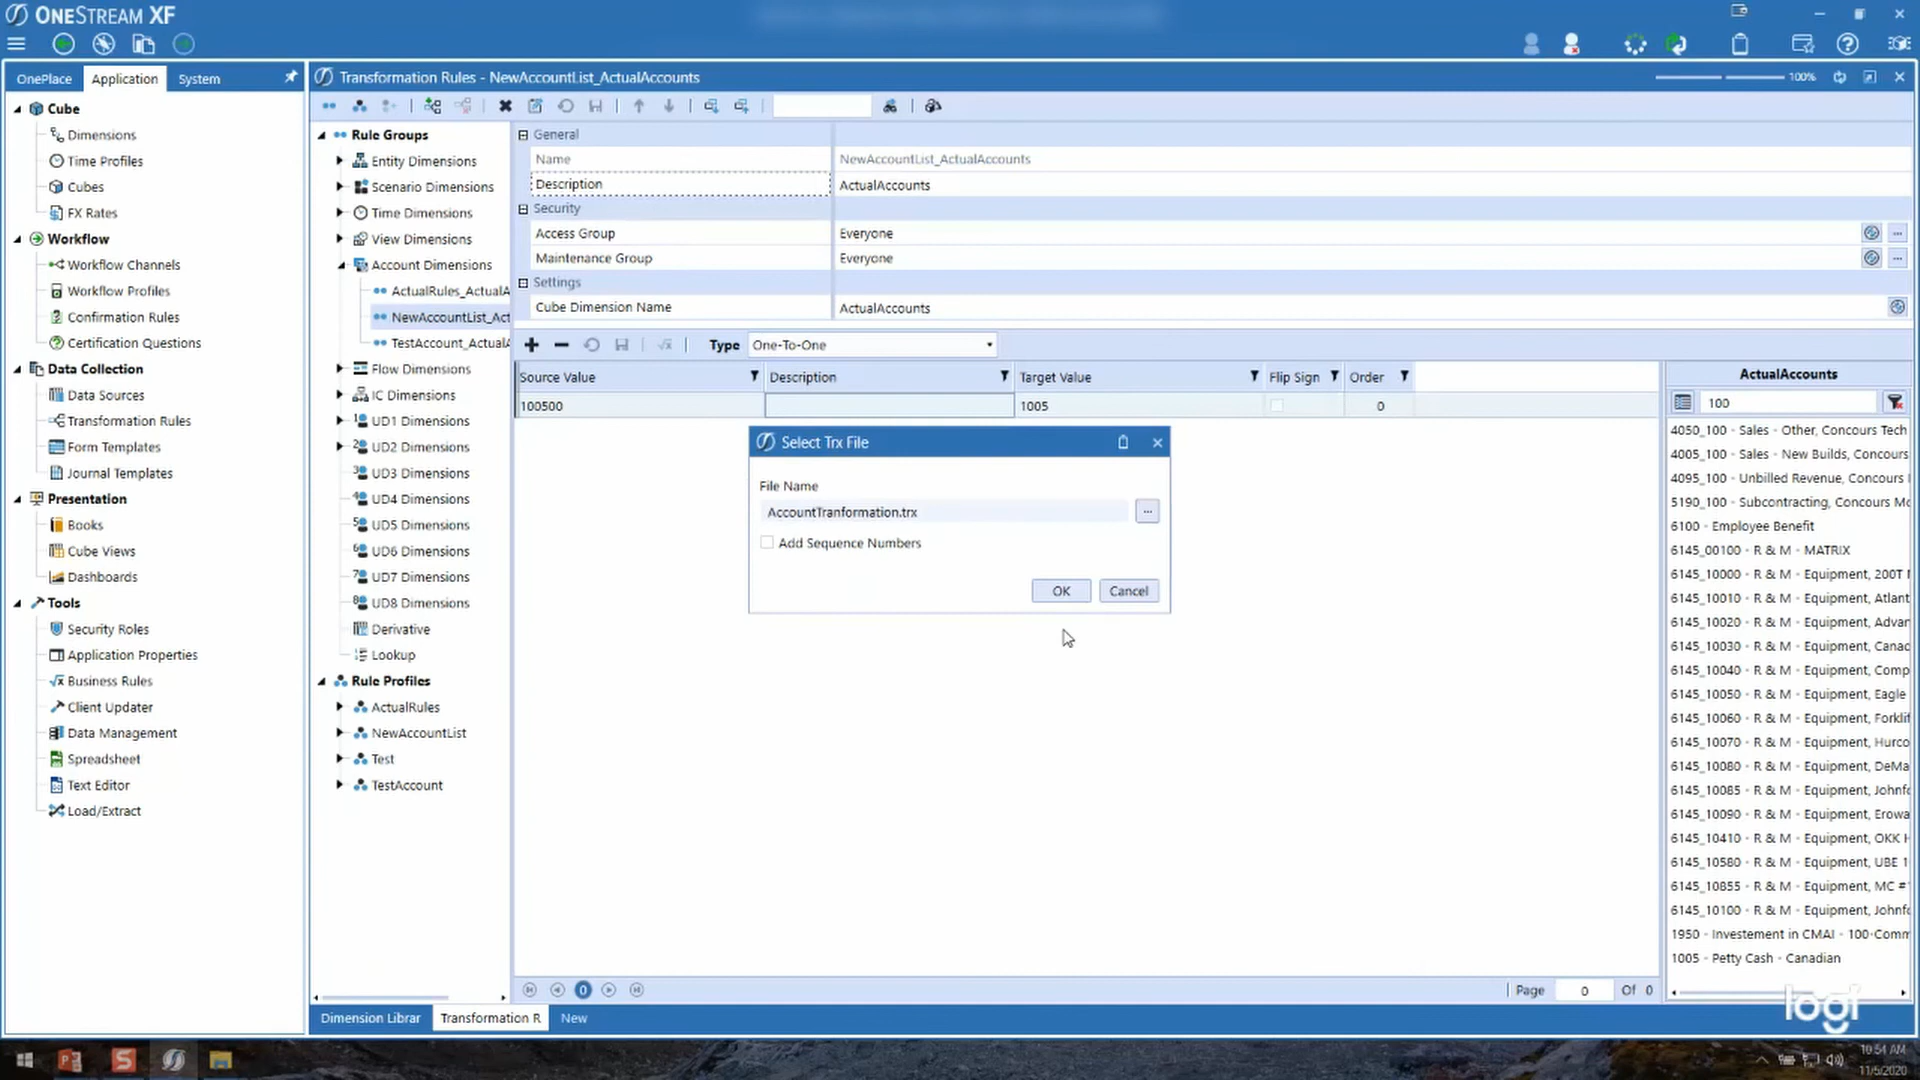 ONESTREAM XF
OnePlace
Application
System
Cube
Dimensions
Time Profiles
Cubes
FX Rates
Workflow
Workflow Channels
Workflow Profiles
Confirmation Rules
Certification Questions
Data Collection
Data Sources
Transformation Rules
Form Templates
Journal Templates
Presentation
Books
Cube Views
Dashboards
Tools
Security Roles
Application Properties
Business Rules
Client Updater
Data Management
Spreadsheet
Text Editor
Load/Extract
Transformation Rules - NewAccountList_ActualAccounts
100%
Rule Groups
Entity Dimensions
Scenario Dimensions
Time Dimensions
View Dimensions
Account Dimensions
ActualRules_ActualA
NewAccountList_Act
TestAccount_ActualA
Flow Dimensions
IC Dimensions
UD1 Dimensions
UD2 Dimensions
UD3 Dimensions
UD4 Dimensions
UD5 Dimensions
UD6 Dimensions
UD7 Dimensions
UD8 Dimensions
Derivative
Lookup
Rule Profiles
ActualRules
NewAccountList
Test
TestAccount
General
Name NewAccountList_ActualAccounts
Description ActualAccounts
Security
Access Group Everyone
Maintenance Group Everyone
Settings
Cube Dimension Name ActualAccounts
Type One-To-One
Source Value Description Target Value Flip Sign Order
100500 1005 0
Select Trx File
File Name
AccountTranformation.trx
Add Sequence Numbers
OK Cancel
ActualAccounts
100
4050_100 - Sales - Other, Concours Tech
4005_100 - Sales - New Builds, Concours
4095_100 - Unbilled Revenue, Concours
5190_100 - Subcontracting, Concours Mo
6100 - Employee Benefit
6145_00100 - R & M - MATRIX
6145_10000 - R & M - Equipment, 200T
6145_10010 - R & M - Equipment, Atlant
6145_10020 - R & M - Equipment, Advar
6145_10030 - R & M - Equipment, Canac
6145_10040 - R & M - Equipment, Comp
6145_10050 - R & M - Equipment, Eagle
6145_10060 - R & M - Equipment, Forklif
6145_10070 - R & M - Equipment, Hurco
6145_10080 - R & M - Equipment, DeMa
6145_10085 - R & M - Equipment, Johnfo
6145_10090 - R & M - Equipment, Erowa
6145_10410 - R & M - Equipment, OKK
6145_10580 - R & M - Equipment, UBE 1
6145_10855 - R & M - Equipment, MC #
6145_10100 - R & M - Equipment, Johnfo
1950 - Investement in CMAI - 100-Comm
1005 - Petty Cash - Canadian
Page 0 Of 0
Dimension Librar
Transformation R
New
logi
10:54 AM
11/5/2020